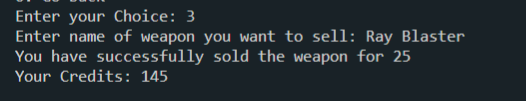 Enter your Choice: 3
Enter name of weapon you want to sell: Ray Blaster
You have successfully sold the weapon for 25
Your Credits: 145